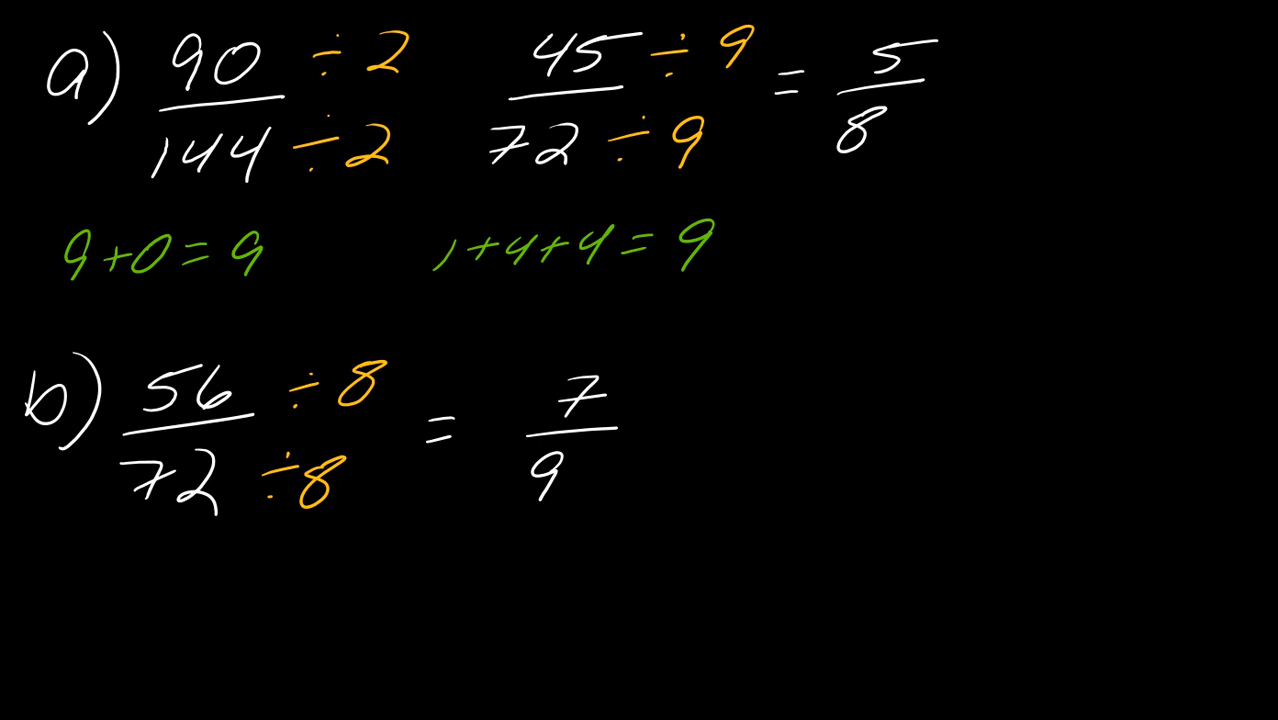 a) 90/144 ÷2/÷2 45/72 ÷9/÷9 = 5/8
9+0=9 1+4+4=9
b) 56/72 ÷8/÷8 = 7/9